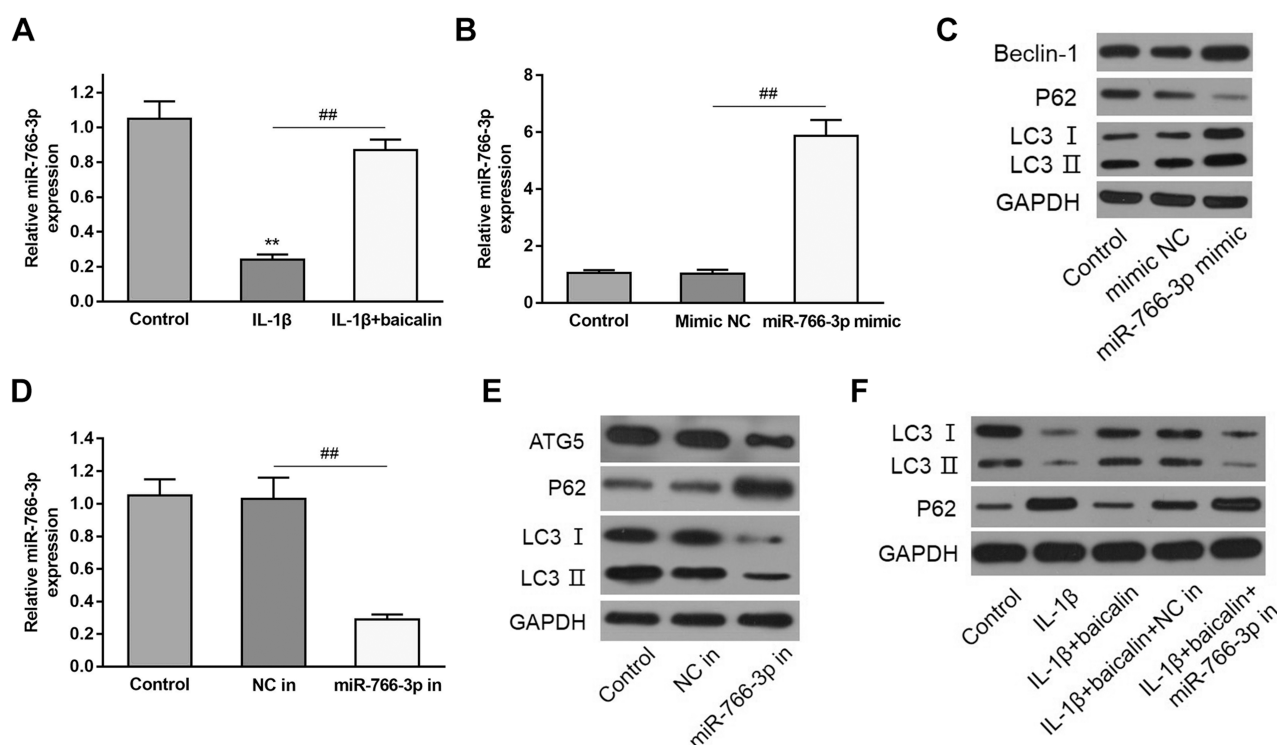 A
Relative miR-766-3p
expression
1.2
1.0
0.8
0.6
0.4
0.2
0.0
##
**
Control
IL-1β
IL-1β+baicalin
B
Relative miR-766-3p
expression
8
6
4
2
0
##
Control
Mimic NC
miR-766-3p mimic
C
Beclin-1
P62
LC3 Ⅰ
LC3 Ⅱ
GAPDH
Control
mimic NC
miR-766-3p mimic
D
Relative miR-766-3p
expression
1.4
1.2
1.0
0.8
0.6
0.4
0.2
0.0
##
Control
NC in
miR-766-3p in
E
ATG5
P62
LC3 Ⅰ
LC3 Ⅱ
GAPDH
Control
NC in
miR-766-3p in
F
LC3 Ⅰ
LC3 Ⅱ
P62
GAPDH
Control
IL-1β
IL-1β+baicalin
IL-1β+baicalin+NC in
IL-1β+baicalin+
miR-766-3p in